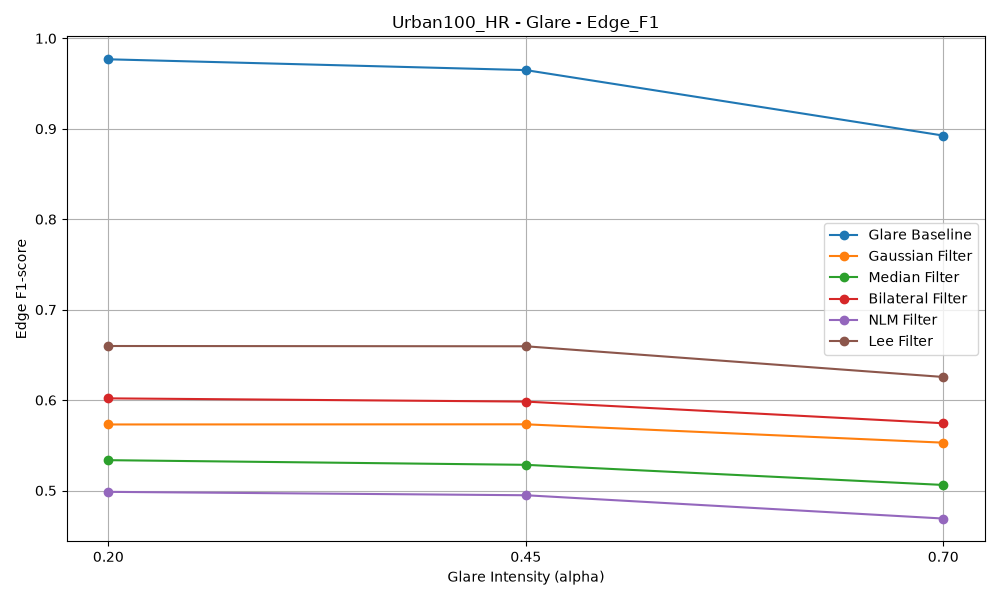 Urban100_HR - Glare - Edge_F1
Edge F1-score
1.0
0.9
0.8
0.7
0.6
0.5
Glare Baseline
Gaussian Filter
Median Filter
Bilateral Filter
NLM Filter
Lee Filter
0.20
0.45
0.70
Glare Intensity (alpha)